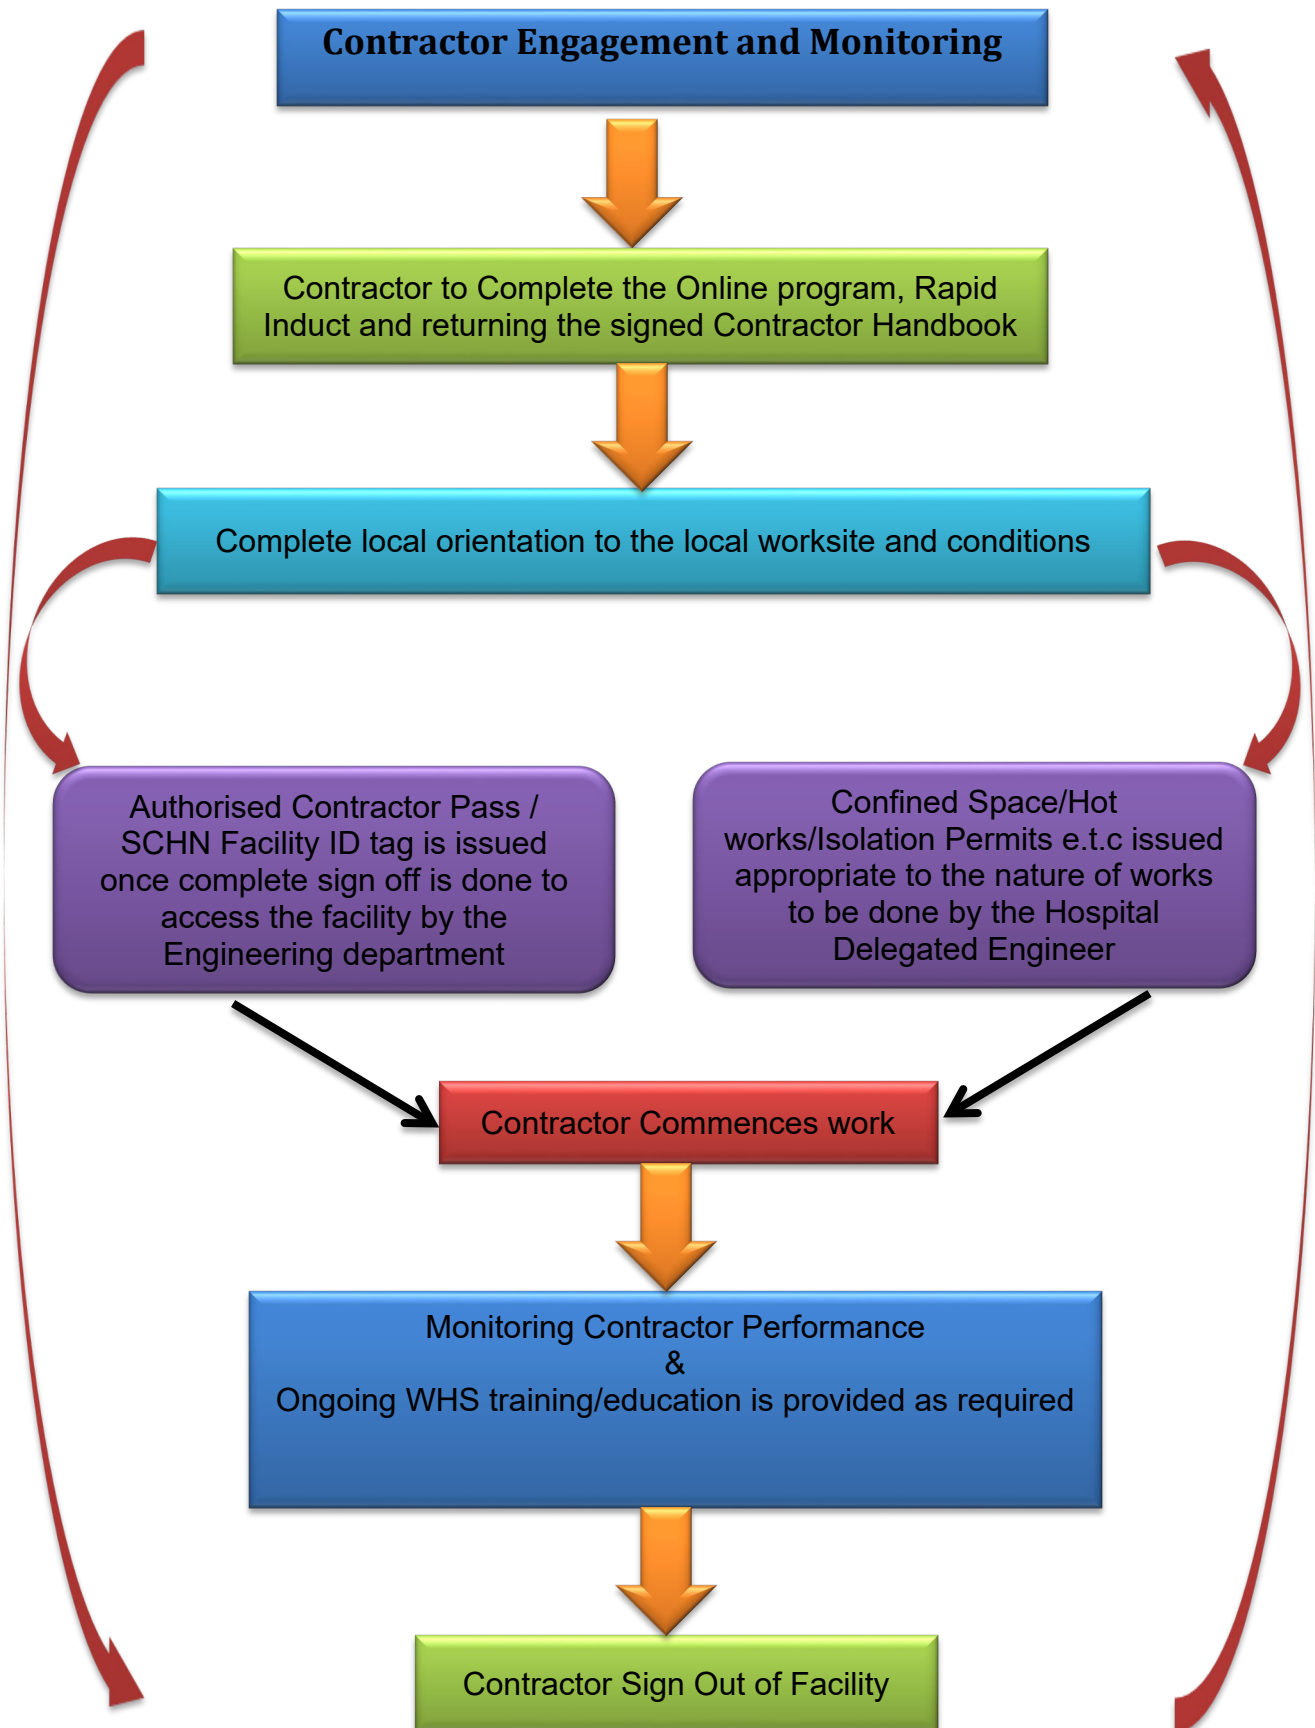 Contractor Engagement and Monitoring
Contractor to Complete the Online program, Rapid
Induct and returning the signed Contractor Handbook
Complete local orientation to the local worksite and conditions
Authorised Contractor Pass /
SCHN Facility ID tag is issued
once complete sign off is done to
access the facility by the
Engineering department
Confined Space/Hot
works/Isolation Permits e.t.c issued
appropriate to the nature of works
to be done by the Hospital
Delegated Engineer
Contractor Commences work
Monitoring Contractor Performance
&
Ongoing WHS training/education is provided as required
Contractor Sign Out of Facility